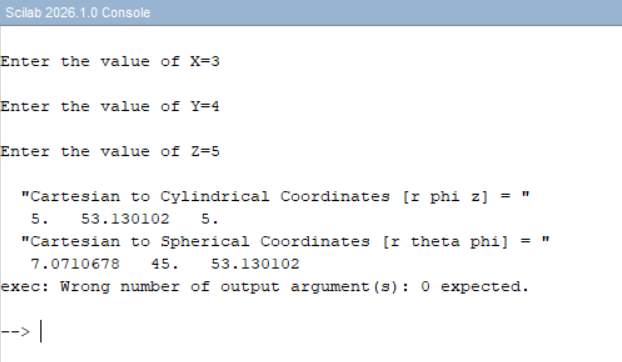 Scilab 2026.1.0 Console
Enter the value of X=3
Enter the value of Y=4
Enter the value of Z=5
"Cartesian to Cylindrical Coordinates [r phi z] = "
5.   53.130102   5.
"Cartesian to Spherical Coordinates [r theta phi] = "
7.0710678   45.   53.130102
exec: Wrong number of output argument(s): 0 expected.
-->